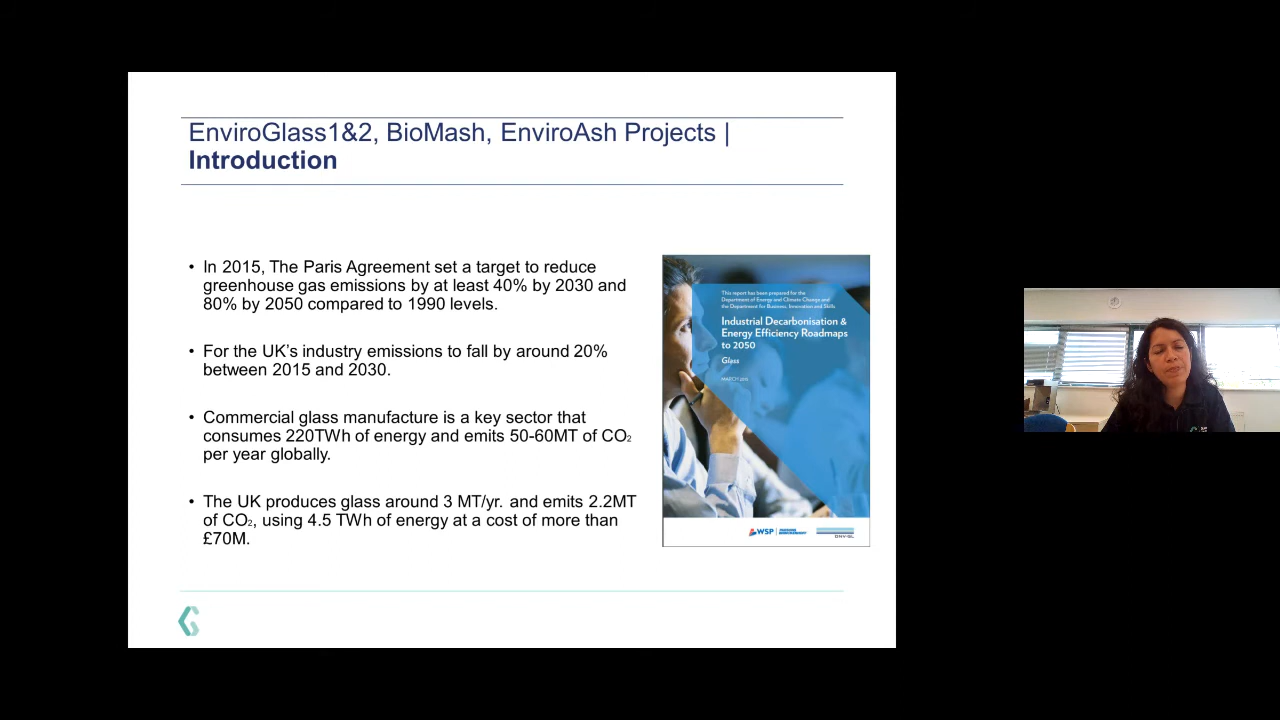 EnviroGlass1&2, BioMash, EnviroAsh Projects |
Introduction
• In 2015, The Paris Agreement set a target to reduce
greenhouse gas emissions by at least 40% by 2030 and
80% by 2050 compared to 1990 levels.
• For the UK's industry emissions to fall by around 20%
between 2015 and 2030.
• Commercial glass manufacture is a key sector that
consumes 220TWh of energy and emits 50-60MT of CO₂
per year globally.
• The UK produces glass around 3 MT/yr. and emits 2.2MT
of CO₂, using 4.5 TWh of energy at a cost of more than
£70M.
This report has been prepared for the
Department of Energy and Climate Change and
the Department for Business, Innovation and Skills
Industrial Decarbonisation &
Energy Efficiency Roadmaps
to 2050
Glass
MARCH 2015
WSP
DNV·GL